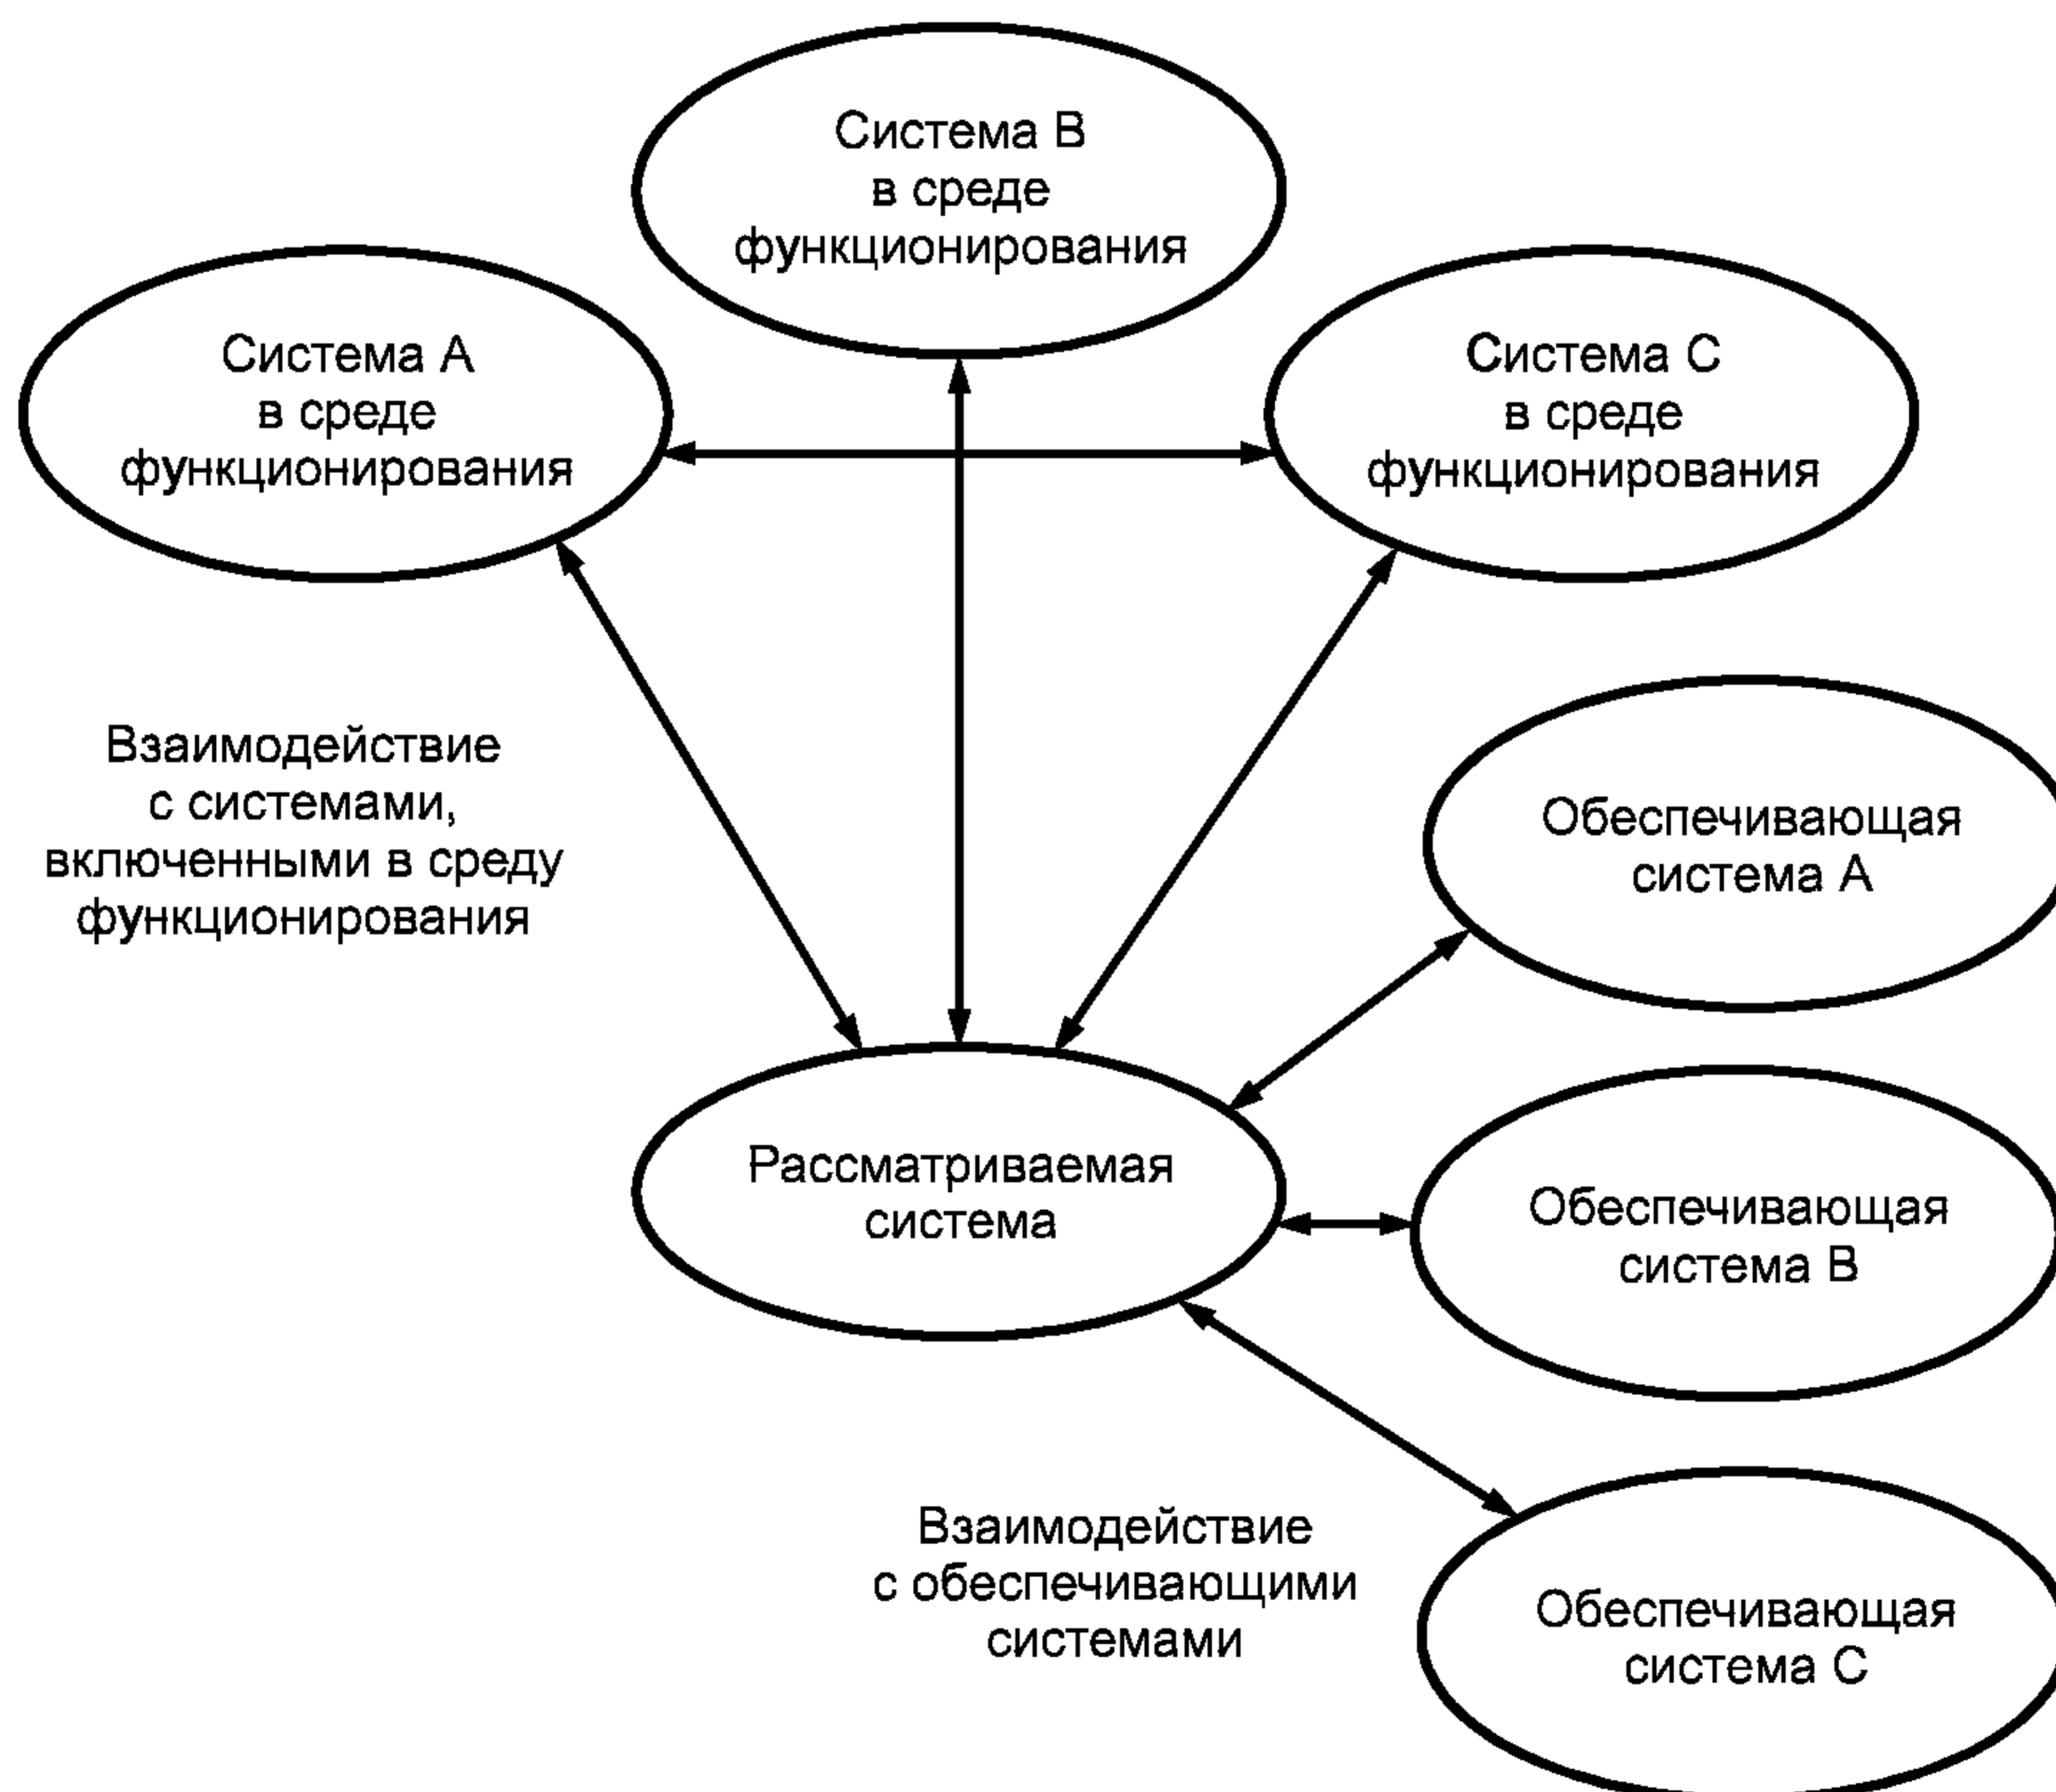 Система B
в среде
функционирования
Система A
в среде
функционирования
Система C
в среде
функционирования
Взаимодействие
с системами,
включенными в среду
функционирования
Обеспечивающая
система A
Рассматриваемая
система
Обеспечивающая
система B
Взаимодействие
с обеспечивающими
системами
Обеспечивающая
система C